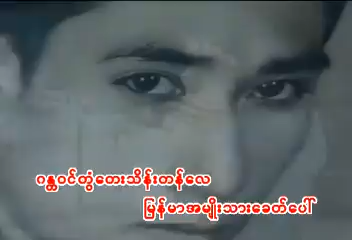 ဂန္တဝင်တွံတေးသိန်းတန်လေ
မြန်မာအမျိုးသားခေတ်ပေါ်